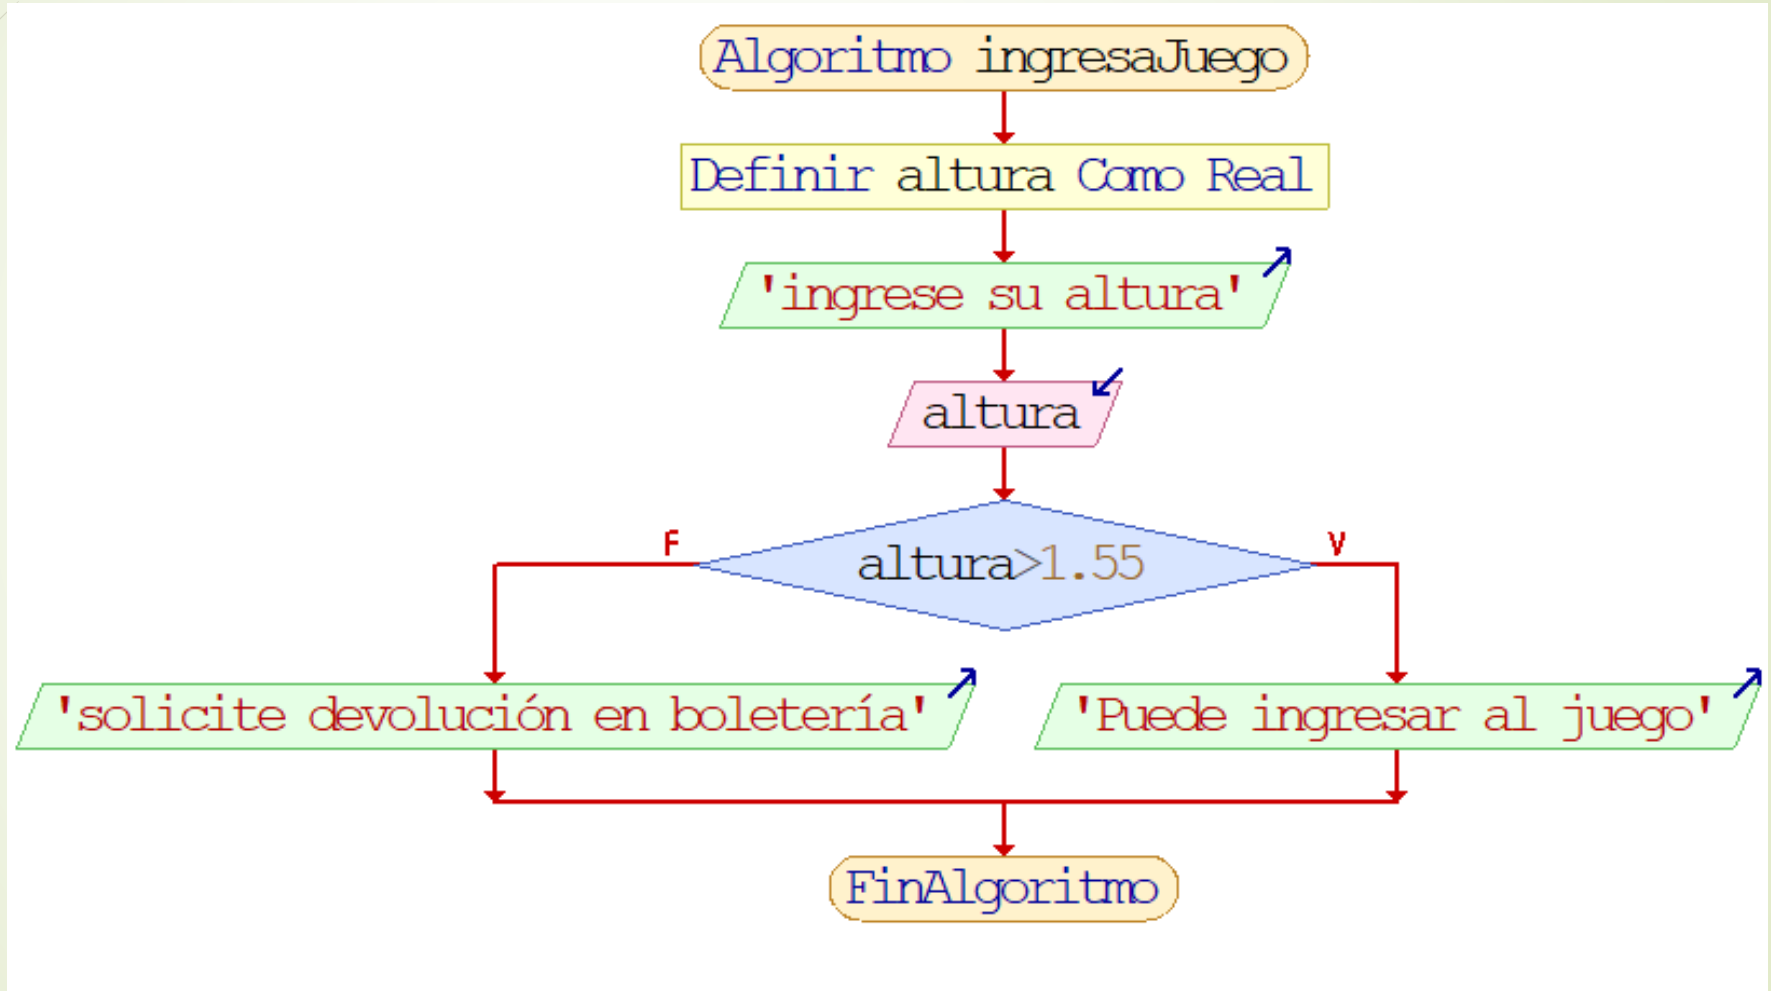 Algoritmo ingresaJuego
Definir altura Como Real
'ingrese su altura'
altura
altura>1.55
F
V
'solicite devolución en boletería'
'Puede ingresar al juego'
FinAlgoritmo